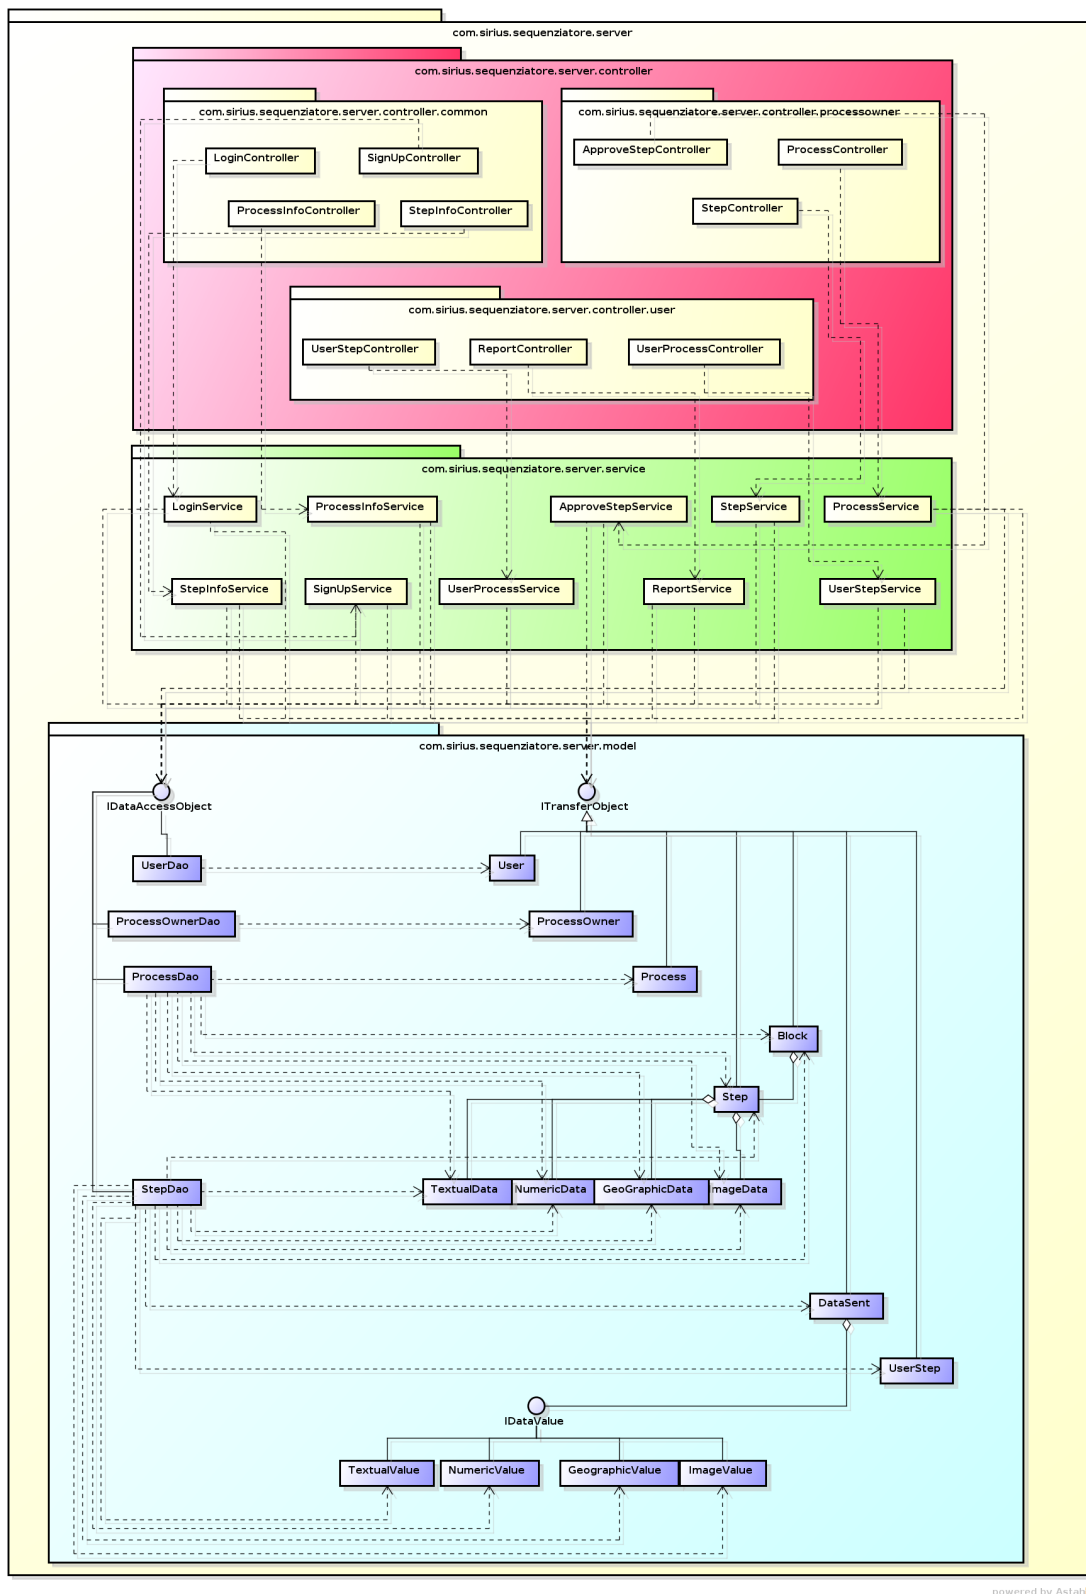 com.sirius.sequenziatore.server
com.sirius.sequenziatore.server.controller
com.sirius.sequenziatore.server.controller.common
com.sirius.sequenziatore.server.controller.processowner
LoginController
SignUpController
ApproveStepController
ProcessController
ProcessInfoController
StepInfoController
StepController
com.sirius.sequenziatore.server.controller.user
UserStepController
ReportController
UserProcessController
com.sirius.sequenziatore.server.service
LoginService
ProcessInfoService
ApproveStepService
StepService
ProcessService
StepInfoService
SignUpService
UserProcessService
ReportService
UserStepService
com.sirius.sequenziatore.server.model
IDataAccessObject
ITransferObject
UserDao
User
ProcessOwnerDao
ProcessOwner
ProcessDao
Process
Block
Step
StepDao
TextualData
NumericData
GeoGraphicData
mageData
DataSent
UserStep
IDataValue
TextualValue
NumericValue
GeographicValue
ImageValue
powered by Astah